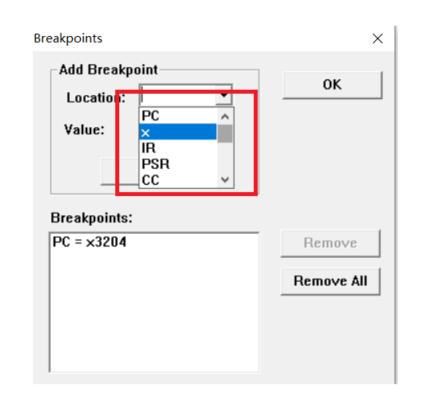 Breakpoints
Add Breakpoint
Location:
OK
PC
x
Value:
IR
PSR
CC
Breakpoints:
PC = x3204
Remove
Remove All